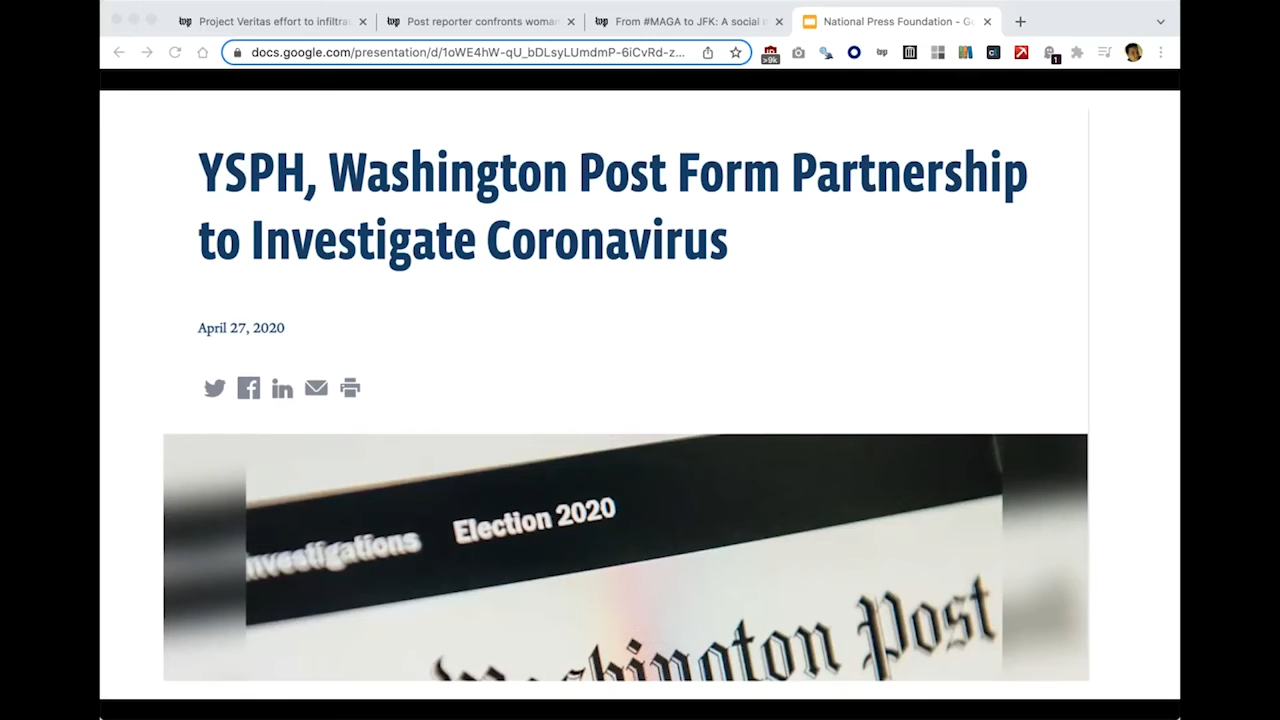 Project Veritas effort to infiltra
Post reporter confronts woman
From #MAGA to JFK: A social
National Press Foundation - Go
docs.google.com/presentation/d/1oWE4hW-qU_bDLsyLUmdmP-6iCvRd-z...
>9k
1
YSPH, Washington Post Form Partnership
to Investigate Coronavirus
April 27, 2020
nvestigations Election 2020
Washington Post